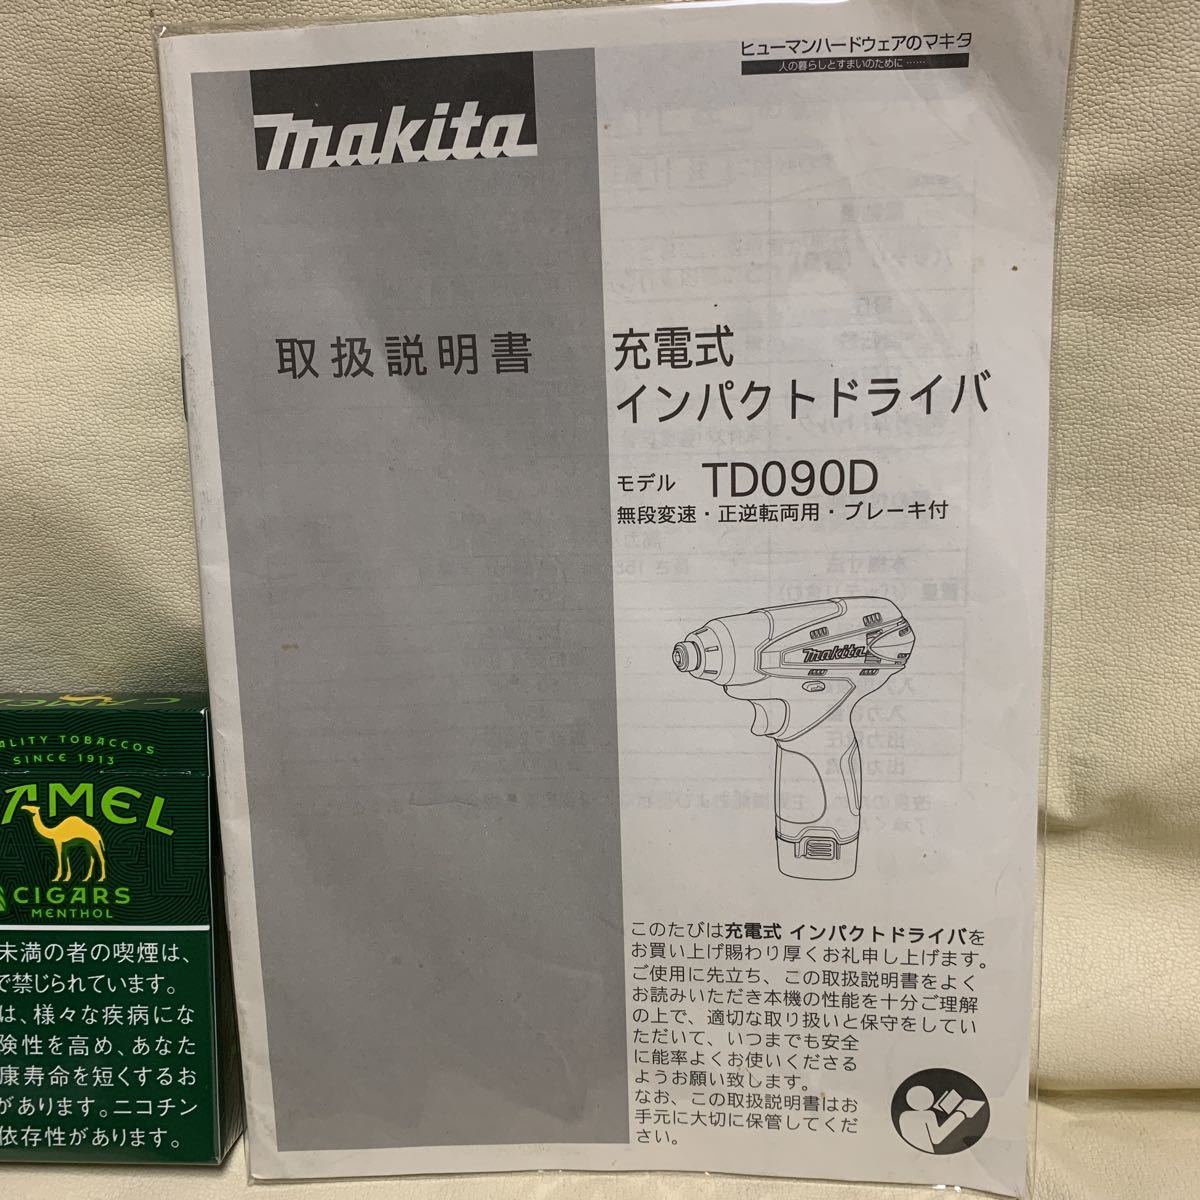 ヒューマンハードウェアのマキタ
人の暮らしとすまいのために……
makita
取扱説明書
充電式
インパクトドライバ
モデル TD090D
無段変速・正逆転両用・ブレーキ付
makita
このたびは充電式 インパクトドライバを
お買い上げ賜わり厚くお礼申し上げます。
ご使用に先立ち、この取扱説明書をよく
お読みいただき本機の性能を十分ご理解
の上で、適切な取り扱いと保守をしてい
ただいて、いつまでも安全
に能率よくお使いくださる
ようお願い致します。
なお、この取扱説明書はお
手元に大切に保管してくだ
さい。
ALITY TOBACCOS
SINCE 1913
AMEL
CIGARS
MENTHOL
未満の者の喫煙は、
で禁じられています。
は、様々な疾病にな
険性を高め、あなた
康寿命を短くするお
があります。ニコチン
依存性があります。